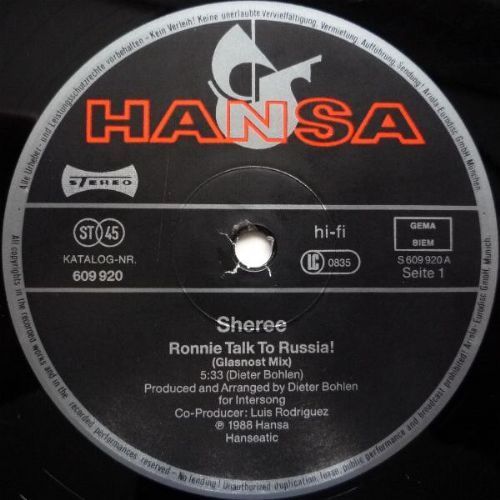 Alle Urheber- und Leistungsschutzrechte vorbehalten - Kein Verleih! Keine unerlaubte Vervielfältigung, Vermietung, Aufführung, Sendung! Ariola-Eurodisc GmbH München
HANSA
STEREO
ST 45
KATALOG-NR.
609 920
hi-fi
LC 0835
GEMA
BIEM
S 609 920 A
Seite 1
Sheree
Ronnie Talk To Russia!
(Glasnost Mix)
5:33 (Dieter Bohlen)
Produced and Arranged by Dieter Bohlen
for Intersong
Co-Producer: Luis Rodriguez
℗ 1988 Hansa
Hanseatic
All copyrights in the recorded works and in the recorded performances reserved - No lending! Unauthorized duplication, lease, public performance and broadcast prohibited! Ariola-Eurodisc GmbH, Munich.